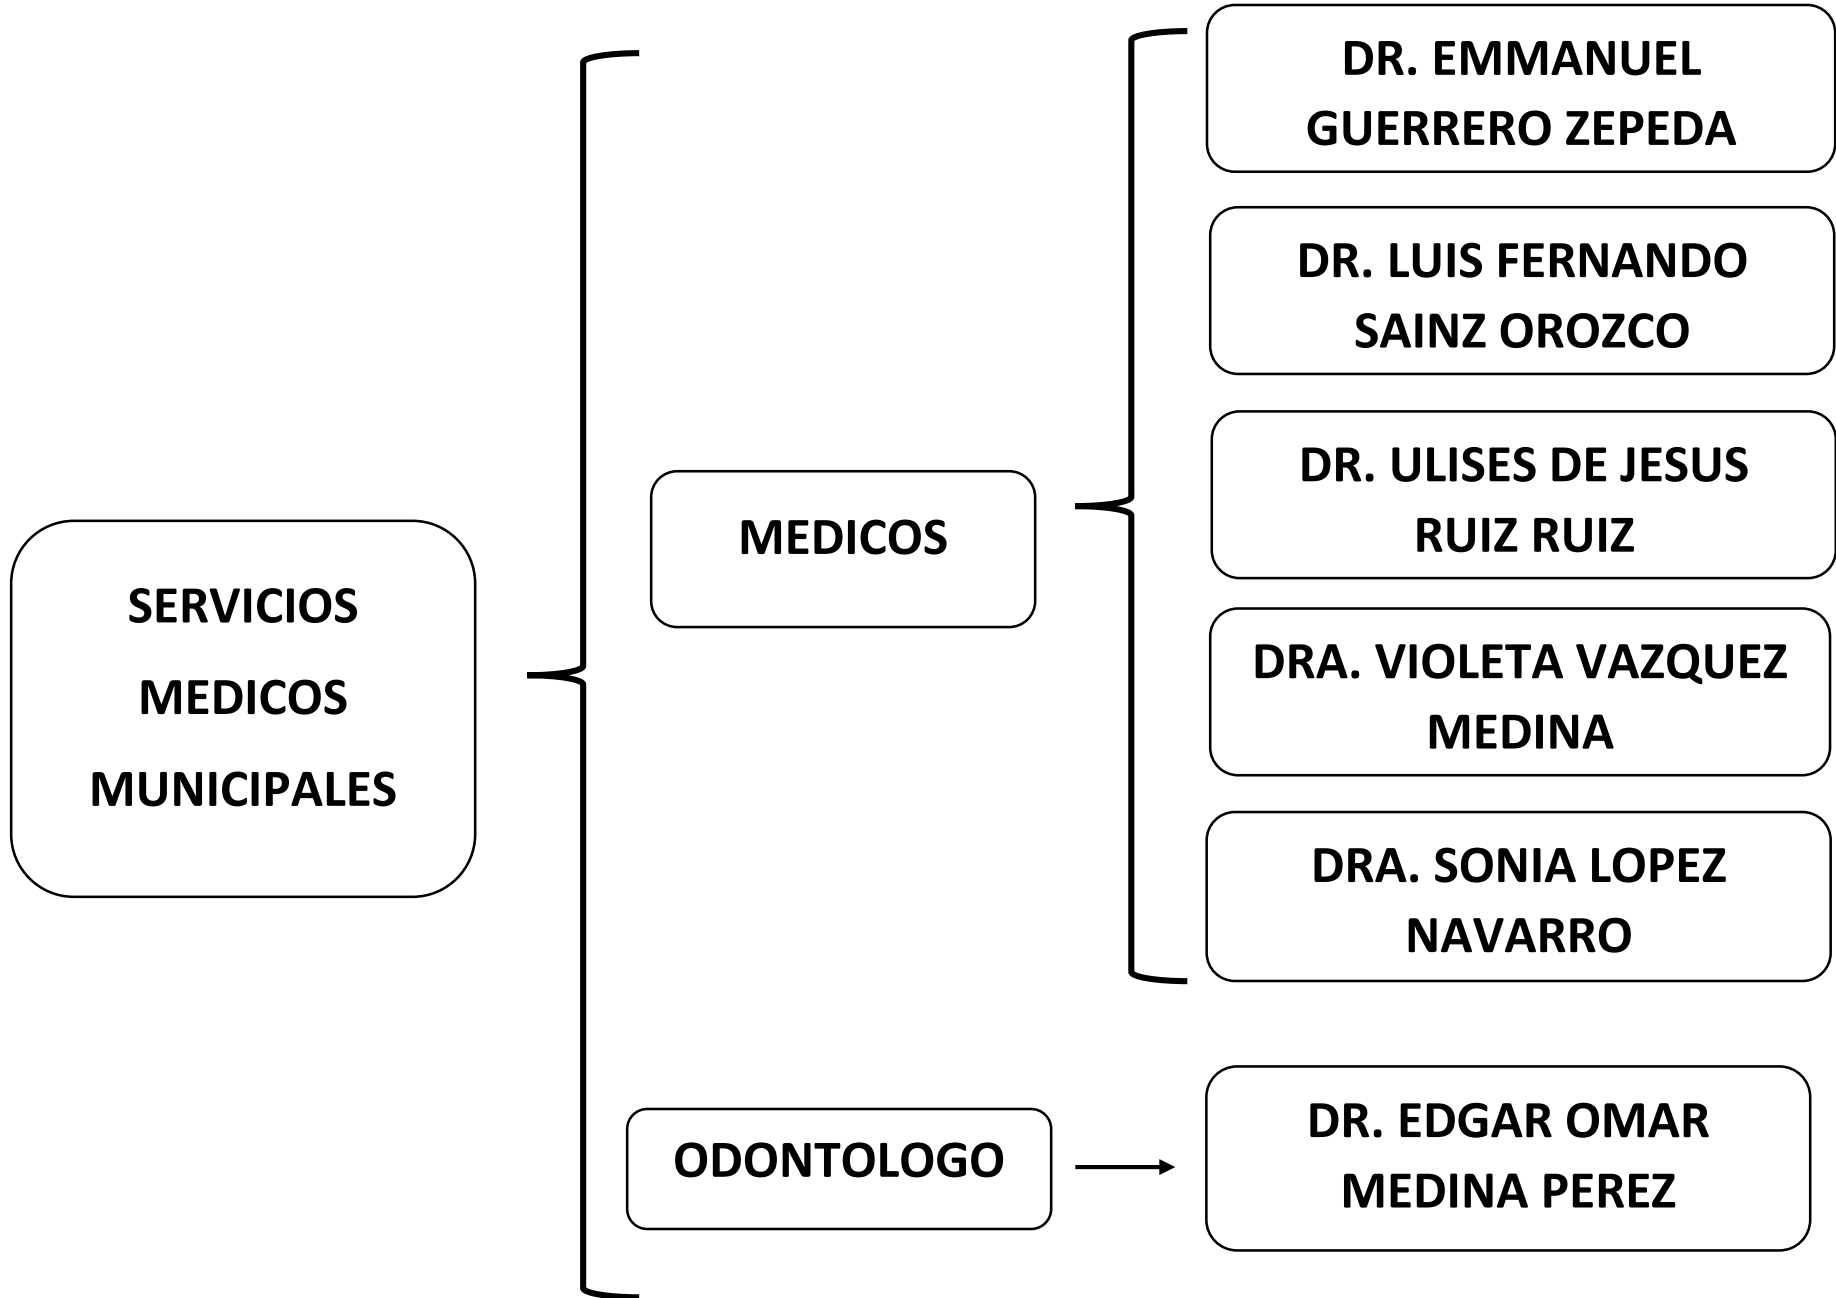 SERVICIOS
MEDICOS
MUNICIPALES
MEDICOS
DR. EMMANUEL
GUERRERO ZEPEDA
DR. LUIS FERNANDO
SAINZ OROZCO
DR. ULISES DE JESUS
RUIZ RUIZ
DRA. VIOLETA VAZQUEZ
MEDINA
DRA. SONIA LOPEZ
NAVARRO
ODONTOLOGO
DR. EDGAR OMAR
MEDINA PEREZ